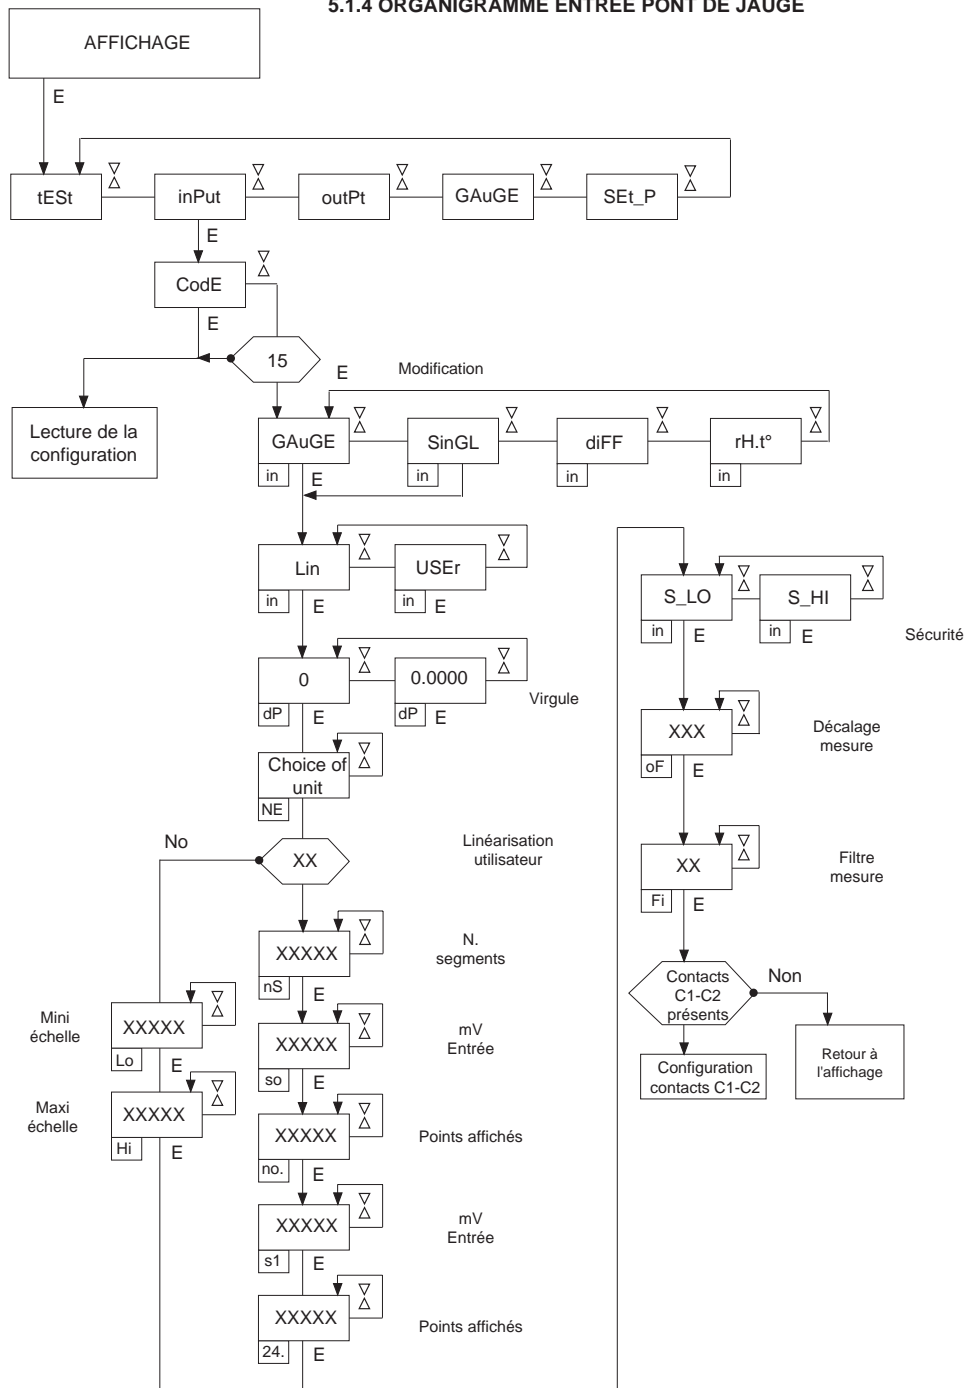 5.1.4 ORGANIGRAMME ENTREE PONT DE JAUGE
AFFICHAGE
E
tESt
inPut
outPt
GAuGE
SEt_P
E
CodE
E
15
E
Modification
Lecture de la
configuration
GAuGE
in
E
SinGL
in
diFF
in
rH.t°
in
Lin
in
E
USEr
in
E
0
dP
E
0.0000
dP
E
Virgule
Choice of
unit
NE
No
XX
Linéarisation
utilisateur
XXXXX
nS
E
N.
segments
Mini
échelle
XXXXX
Lo
E
XXXXX
so
E
mV
Entrée
Maxi
échelle
XXXXX
Hi
E
XXXXX
no.
E
Points affichés
XXXXX
s1
E
mV
Entrée
XXXXX
24.
E
Points affichés
S_LO
in
E
S_HI
in
E
Sécurité
XXX
oF
E
Décalage
mesure
XX
Fi
E
Filtre
mesure
Contacts
C1-C2
présents
Non
Configuration
contacts C1-C2
Retour à
l'affichage